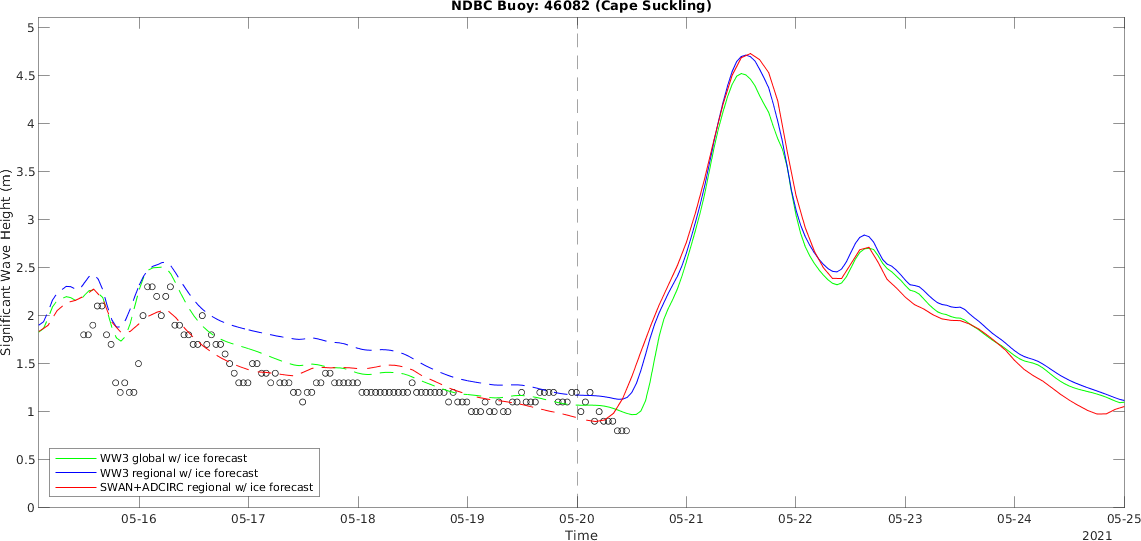 NDBC Buoy: 46082 (Cape Suckling)
5
4.5
4
3.5
3
2.5
2
1.5
1
0.5
0
Significant Wave Height (m)
WW3 global w/ ice forecast
WW3 regional w/ ice forecast
SWAN+ADCIRC regional w/ ice forecast
05-16 05-17 05-18 05-19 05-20 05-21 05-22 05-23 05-24 05-25
Time
2021